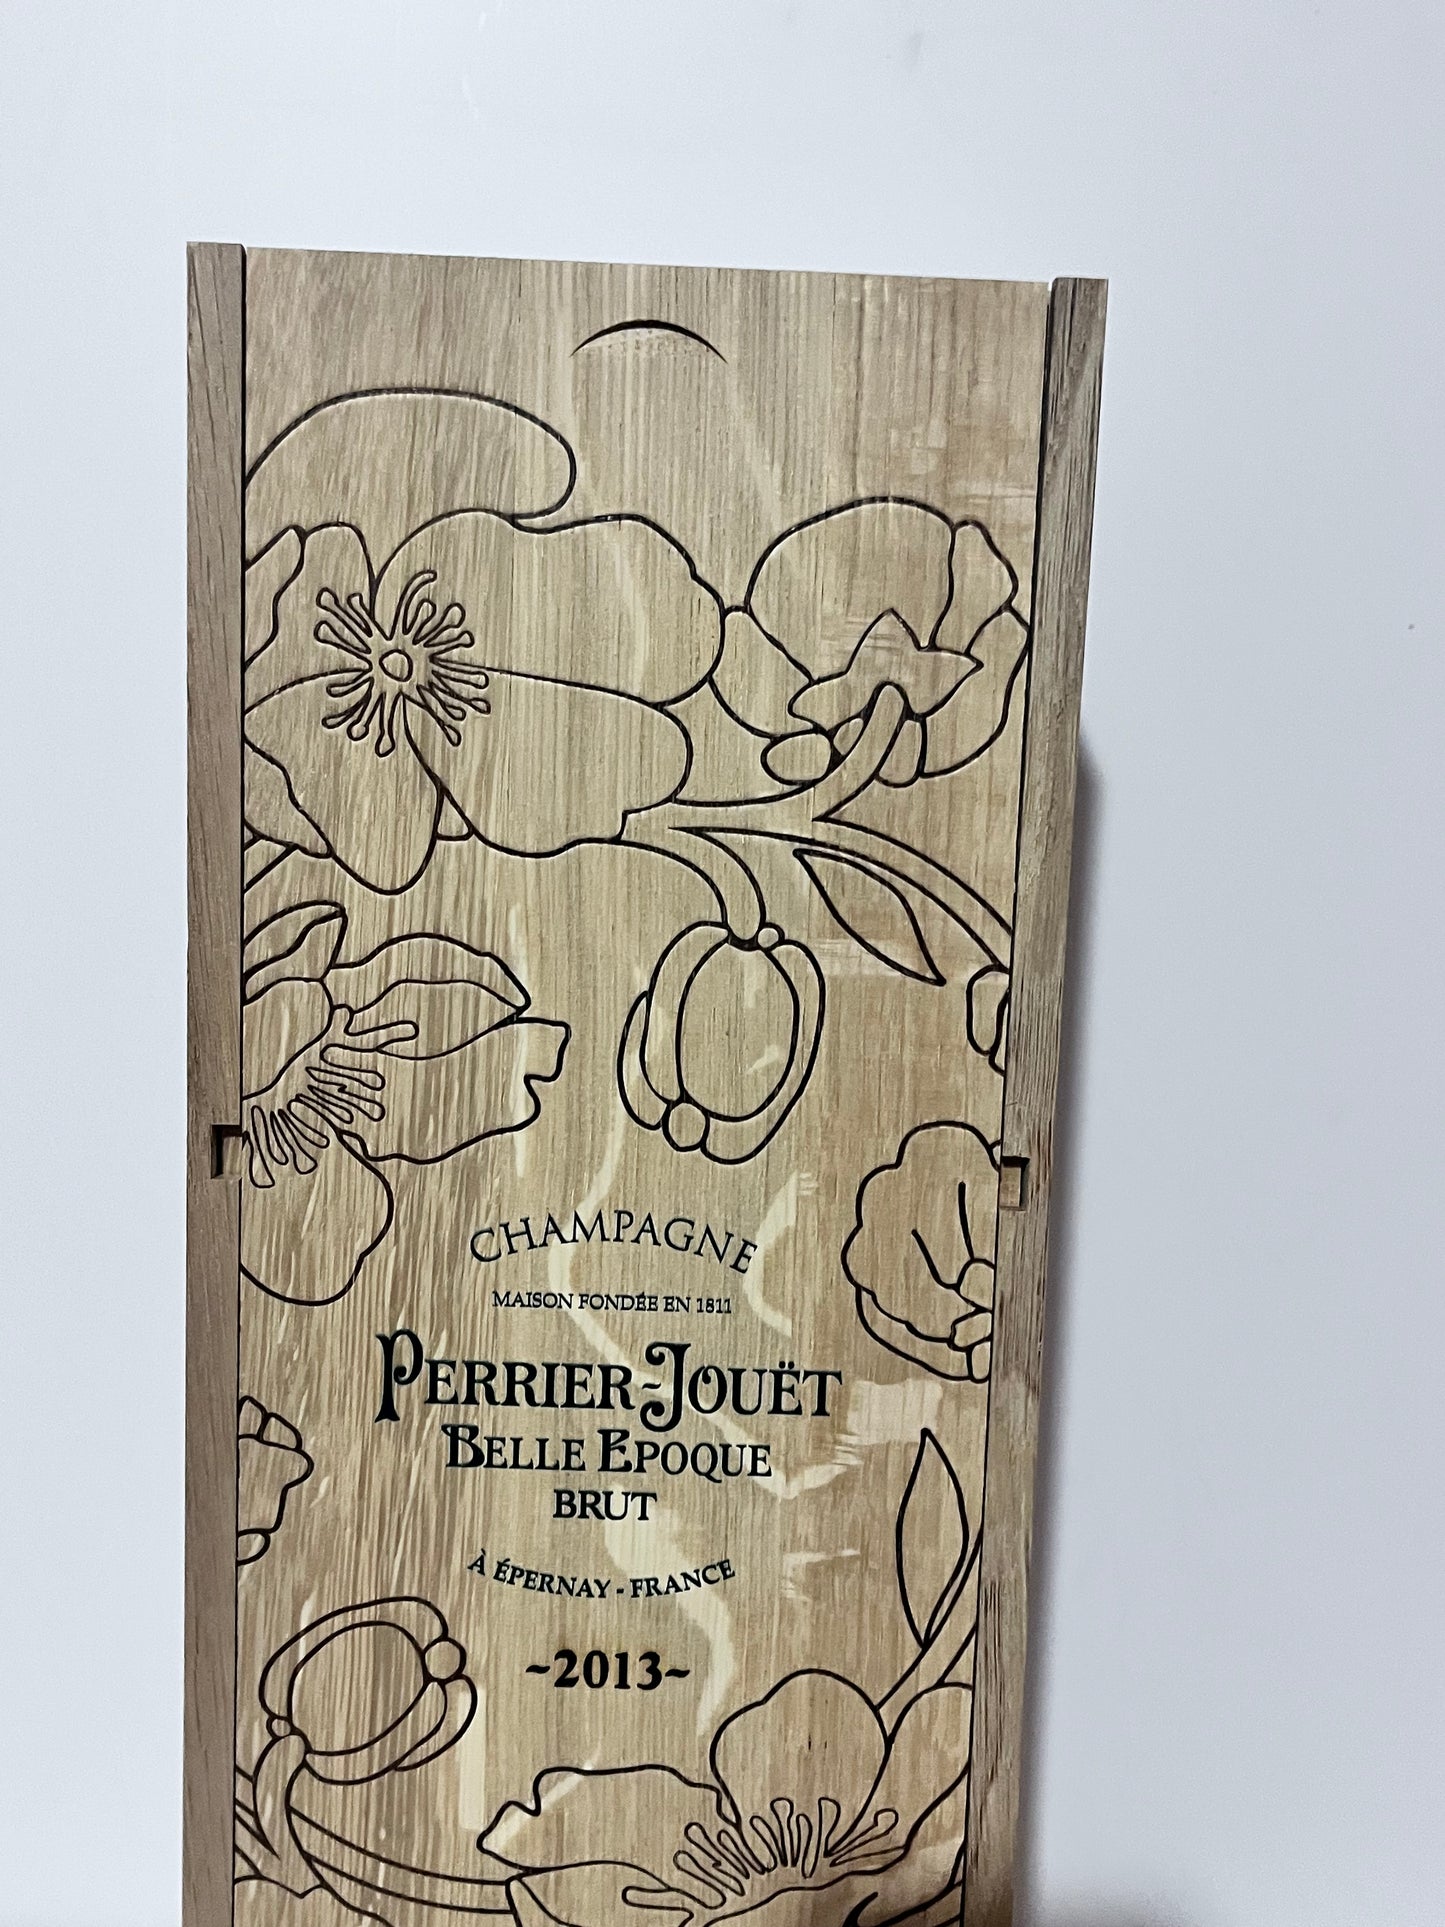 CHAMPAGNE
MAISON FONDÉE EN 1811
PERRIER-JOUËT
BELLE EPOQUE
BRUT
À ÉPERNAY - FRANCE
~2013~